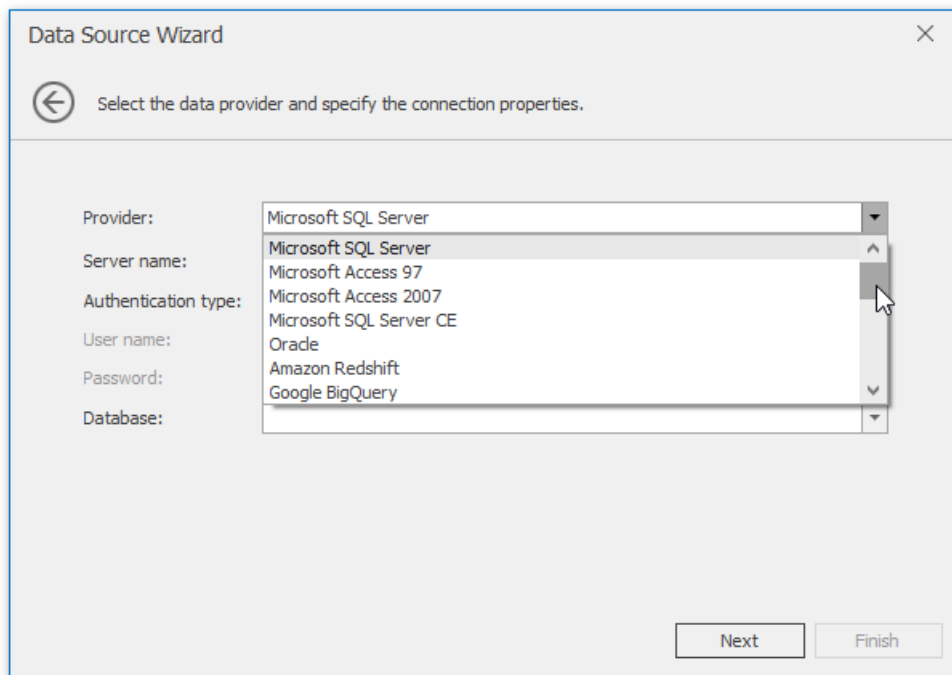 Data Source Wizard
Select the data provider and specify the connection properties.
Provider:
Microsoft SQL Server
Microsoft SQL Server
Server name:
Microsoft Access 97
Authentication type:
Microsoft Access 2007
Microsoft SQL Server CE
User name:
Oracle
Amazon Redshift
Password:
Google BigQuery
Database:
Next
Finish